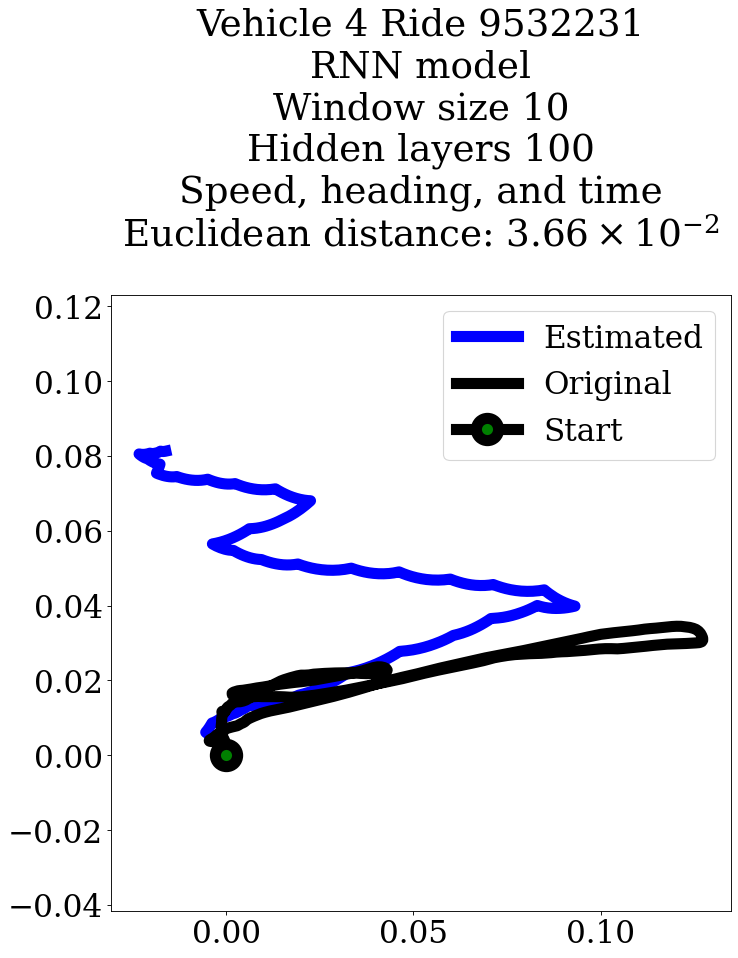 Vehicle 4 Ride 9532231
RNN model
Window size 10
Hidden layers 100
Speed, heading, and time
Euclidean distance: 3.66 × 10⁻²
Estimated
Original
Start
0.12
0.10
0.08
0.06
0.04
0.02
0.00
−0.02
−0.04
0.00 0.05 0.10